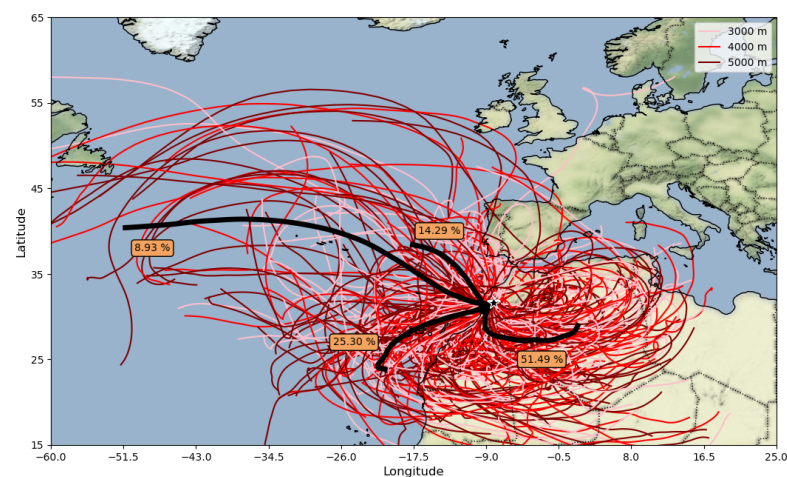 65
55
45
35
25
15
Latitude
3000 m
4000 m
5000 m
14.29 %
8.93 %
25.30 %
51.49 %
−60.0 −51.5 −43.0 −34.5 −26.0 −17.5 −9.0 −0.5 8.0 16.5 25.0
Longitude